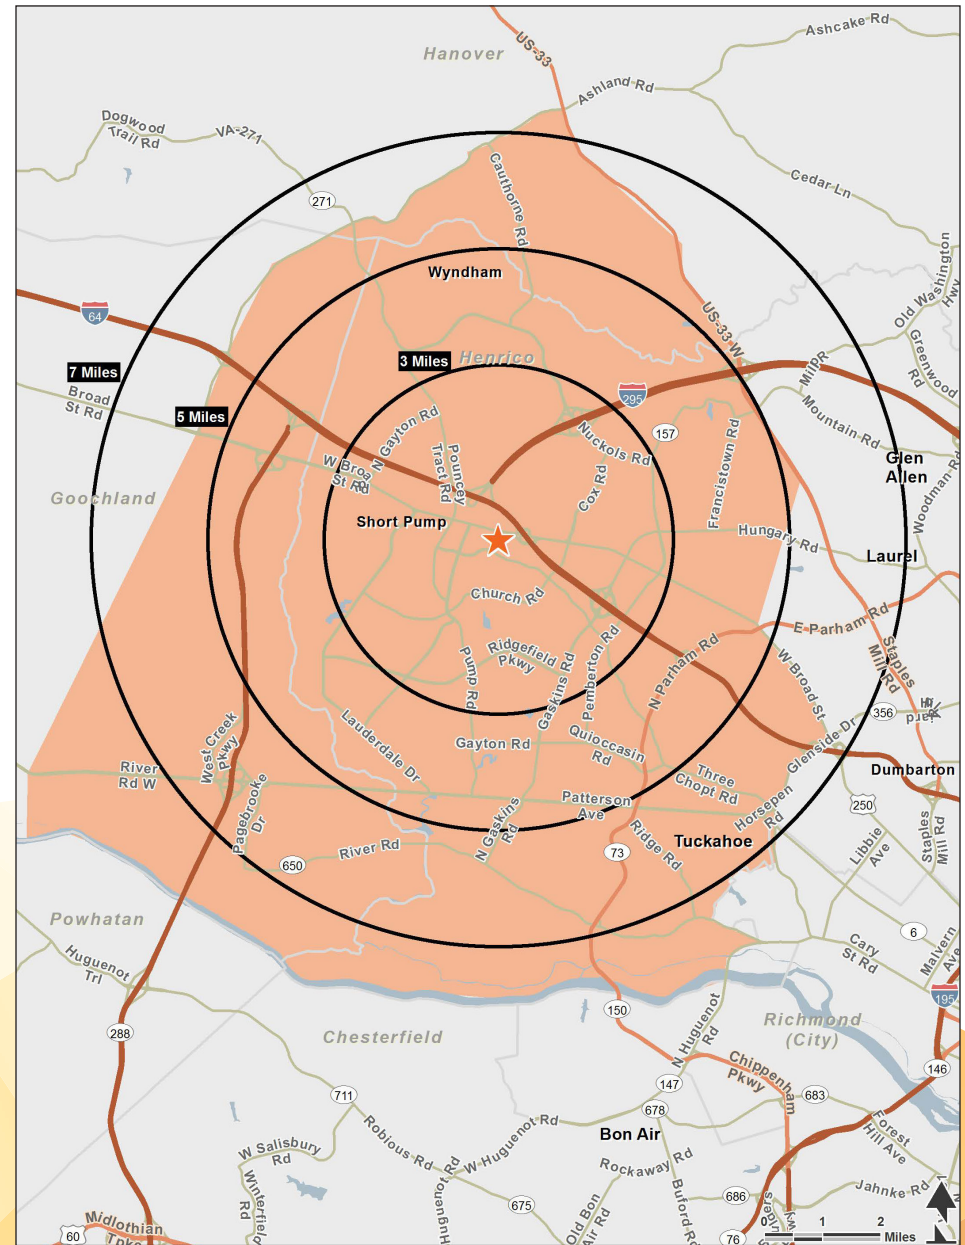 Ashcake Rd
Hanover
US-33
Ashland Rd
Dogwood
Trail Rd
VA-271
Cauthorne Rd
Cedar Ln
271
Wyndham
Old Washington
Hwy
64
US-33 W
Greenwood
Rd
7 Miles
3 Miles
Henrico
Broad
St Rd
5 Miles
295
Mountain Rd
N Gayton Rd
Nuckols Rd
157
Francistown Rd
Pouncey
Tract Rd
W Broa
St Rd
Cox Rd
Glen
Allen
Woodman Rd
Goochland
Short Pump
Hungary Rd
Laurel
Church Rd
E Parham Rd
Ridgefield
Pkwy
Pump Rd
Gaskins Rd
Pemberton Rd
N Parham Rd
W Broad St
Staples
Mill Rd
356
West Creek
Pkwy
Lauderdale Dr
Gayton Rd
Quioccasin
Rd
Glenside Dr
River
Rd W
Three
Chopt Rd
Dumbarton
Pagebrooke
Dr
Patterson
Ave
Horsepen
Rd
250
N Gaskins
Rd
Ridge Rd
Tuckahoe
Libbie
Ave
Staples
Mill Rd
River Rd
650
73
Powhatan
6
Huguenot
Trl
Cary
St Rd
Malvern
Ave
195
150
Chesterfield
Richmond
(City)
288
N Huguenot
Rd
Chippenham
Pkwy
146
147
711
683
678
Forest
Hill Ave
Robious Rd
W Huguenot Rd
Bon Air
W Salisbury
Rd
Rockaway Rd
Jahnke Rd
Winterfield
Rd
Huguenot Rd
675
Old Bon
Air Rd
Buford Rd
686
0 1 2
Miles
60
Midlothian
76